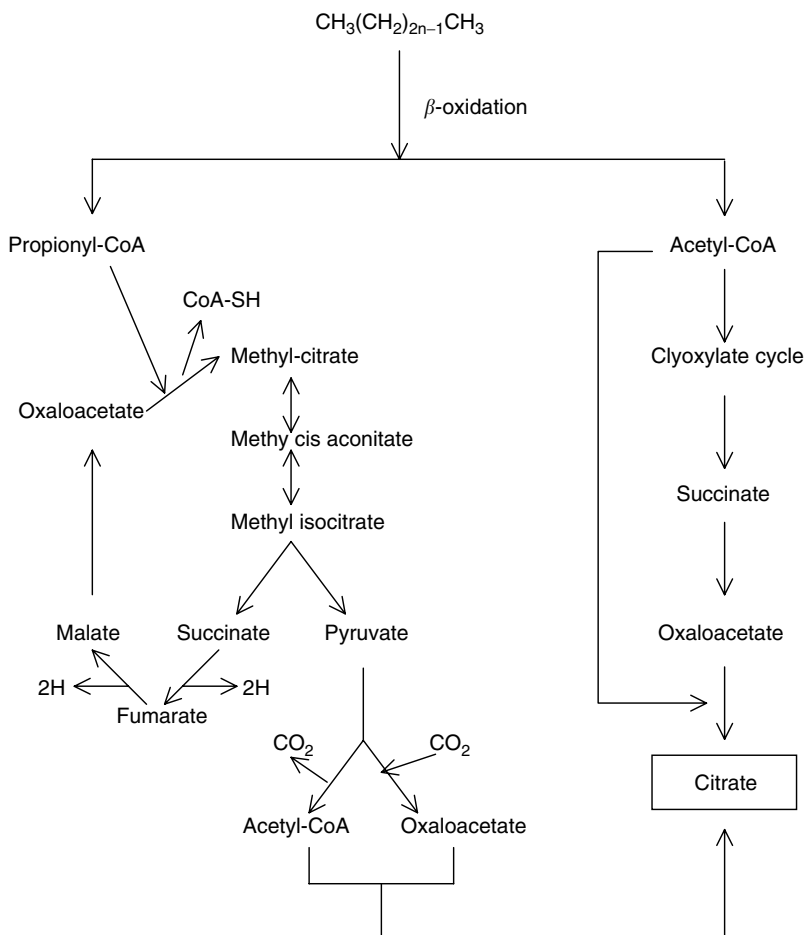 CH3(CH2)2n–1CH3
β-oxidation
Propionyl-CoA
Acetyl-CoA
CoA-SH
Methyl-citrate
Clyoxylate cycle
Oxaloacetate
Methy cis aconitate
Succinate
Methyl isocitrate
Malate
Succinate
Pyruvate
Oxaloacetate
2H
2H
Fumarate
CO2
CO2
Citrate
Acetyl-CoA
Oxaloacetate